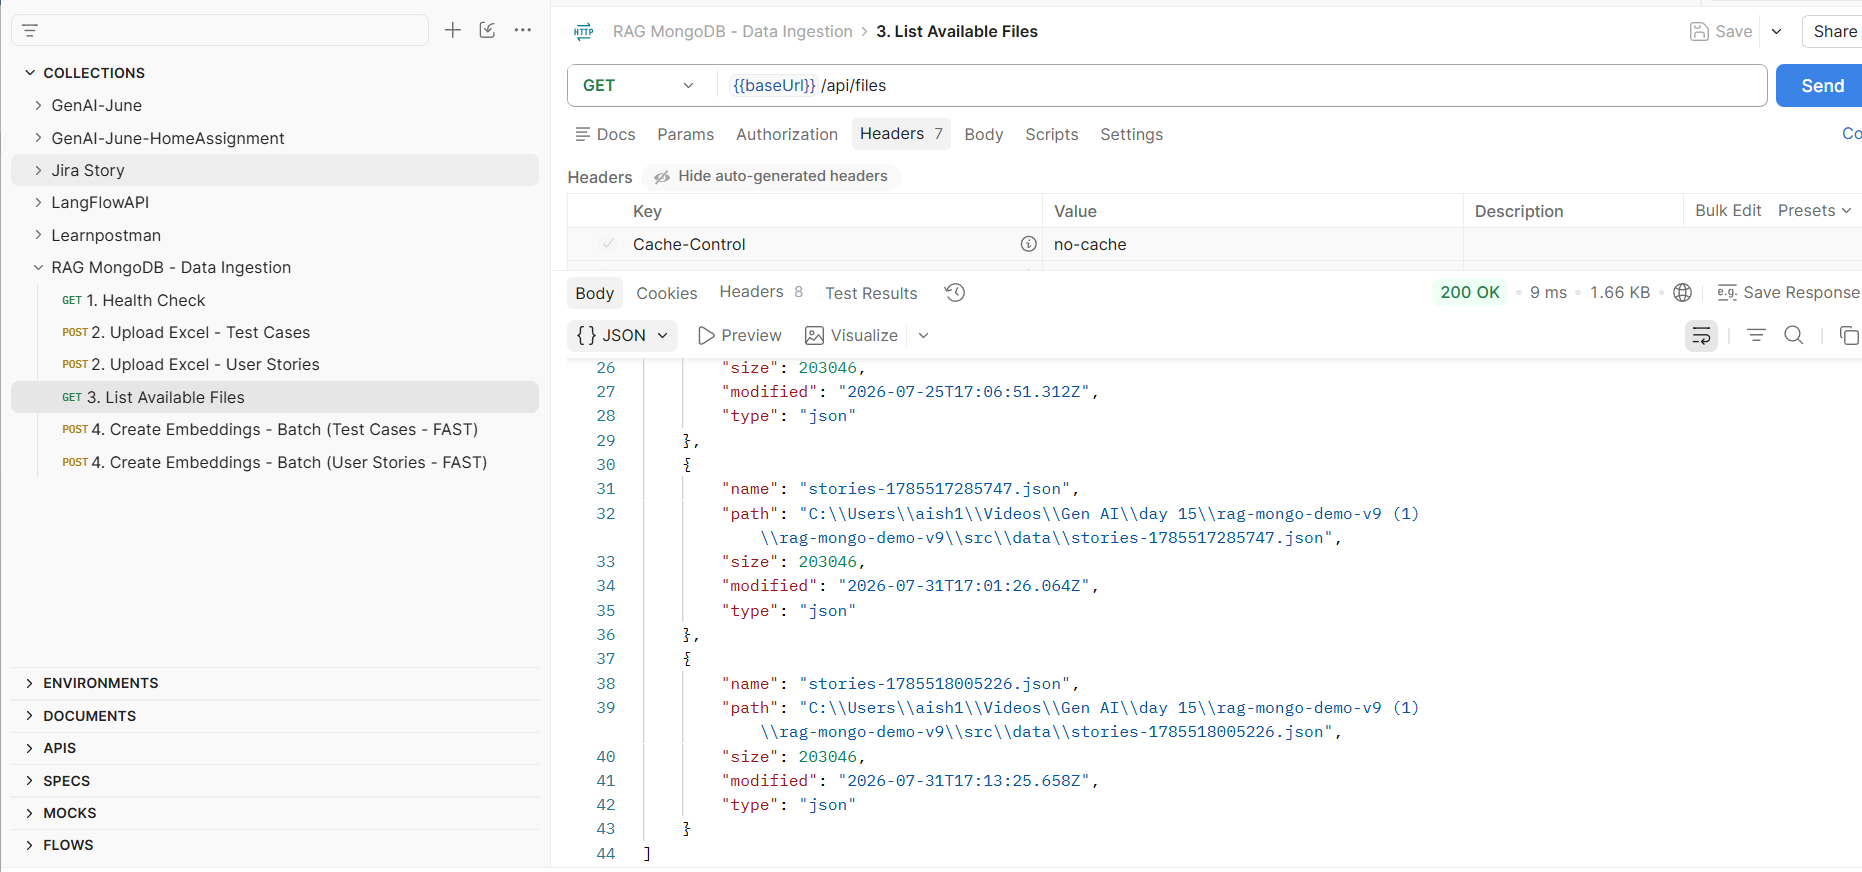 COLLECTIONS
GenAI-June
GenAI-June-HomeAssignment
Jira Story
LangFlowAPI
Learnpostman
RAG MongoDB - Data Ingestion
GET 1. Health Check
POST 2. Upload Excel - Test Cases
POST 2. Upload Excel - User Stories
GET 3. List Available Files
POST 4. Create Embeddings - Batch (Test Cases - FAST)
POST 4. Create Embeddings - Batch (User Stories - FAST)
ENVIRONMENTS
DOCUMENTS
APIS
SPECS
MOCKS
FLOWS
HTTP RAG MongoDB - Data Ingestion > 3. List Available Files
Save
Share
GET {{baseUrl}} /api/files
Send
Docs Params Authorization Headers 7 Body Scripts Settings
Co
Headers Hide auto-generated headers
Key Value Description Bulk Edit Presets
Cache-Control no-cache
Body Cookies Headers 8 Test Results
200 OK • 9 ms • 1.66 KB • e.g. Save Response
{} JSON Preview Visualize
26 "size": 203046,
27 "modified": "2026-07-25T17:06:51.312Z",
28 "type": "json"
29 },
30 {
31 "name": "stories-1785517285747.json",
32 "path": "C:\\Users\\aish1\\Videos\\Gen AI\\day 15\\rag-mongo-demo-v9 (1)
\\rag-mongo-demo-v9\\src\\data\\stories-1785517285747.json",
33 "size": 203046,
34 "modified": "2026-07-31T17:01:26.064Z",
35 "type": "json"
36 },
37 {
38 "name": "stories-1785518005226.json",
39 "path": "C:\\Users\\aish1\\Videos\\Gen AI\\day 15\\rag-mongo-demo-v9 (1)
\\rag-mongo-demo-v9\\src\\data\\stories-1785518005226.json",
40 "size": 203046,
41 "modified": "2026-07-31T17:13:25.658Z",
42 "type": "json"
43 }
44 ]